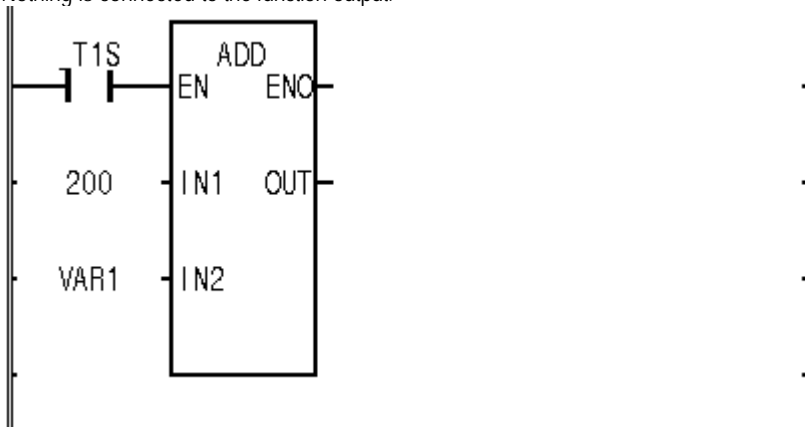 Nothing is connected to the function output.
T1S ADD
EN ENO
200 IN1 OUT
VAR1 IN2